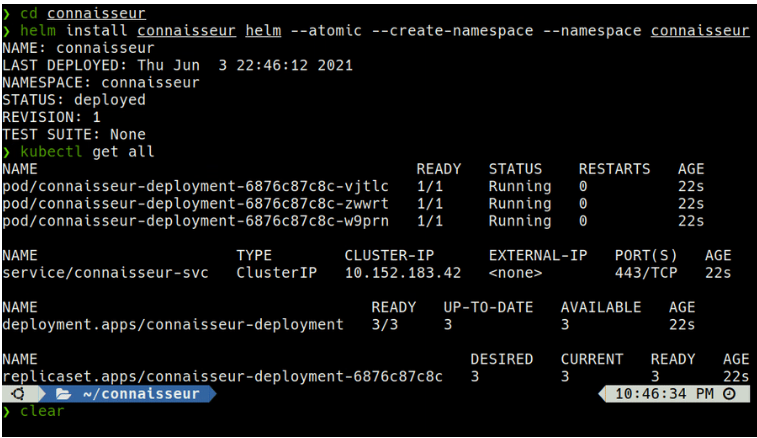 ❯ cd connaisseur
❯ helm install connaisseur helm --atomic --create-namespace --namespace connaisseur
NAME: connaisseur
LAST DEPLOYED: Thu Jun  3 22:46:12 2021
NAMESPACE: connaisseur
STATUS: deployed
REVISION: 1
TEST SUITE: None
❯ kubectl get all
NAME READY STATUS RESTARTS AGE
pod/connaisseur-deployment-6876c87c8c-vjtlc 1/1 Running 0 22s
pod/connaisseur-deployment-6876c87c8c-zwwrt 1/1 Running 0 22s
pod/connaisseur-deployment-6876c87c8c-w9prn 1/1 Running 0 22s
NAME TYPE CLUSTER-IP EXTERNAL-IP PORT(S) AGE
service/connaisseur-svc ClusterIP 10.152.183.42 <none> 443/TCP 22s
NAME READY UP-TO-DATE AVAILABLE AGE
deployment.apps/connaisseur-deployment 3/3 3 3 22s
NAME DESIRED CURRENT READY AGE
replicaset.apps/connaisseur-deployment-6876c87c8c 3 3 3 22s
~/connaisseur 10:46:34 PM
❯ clear